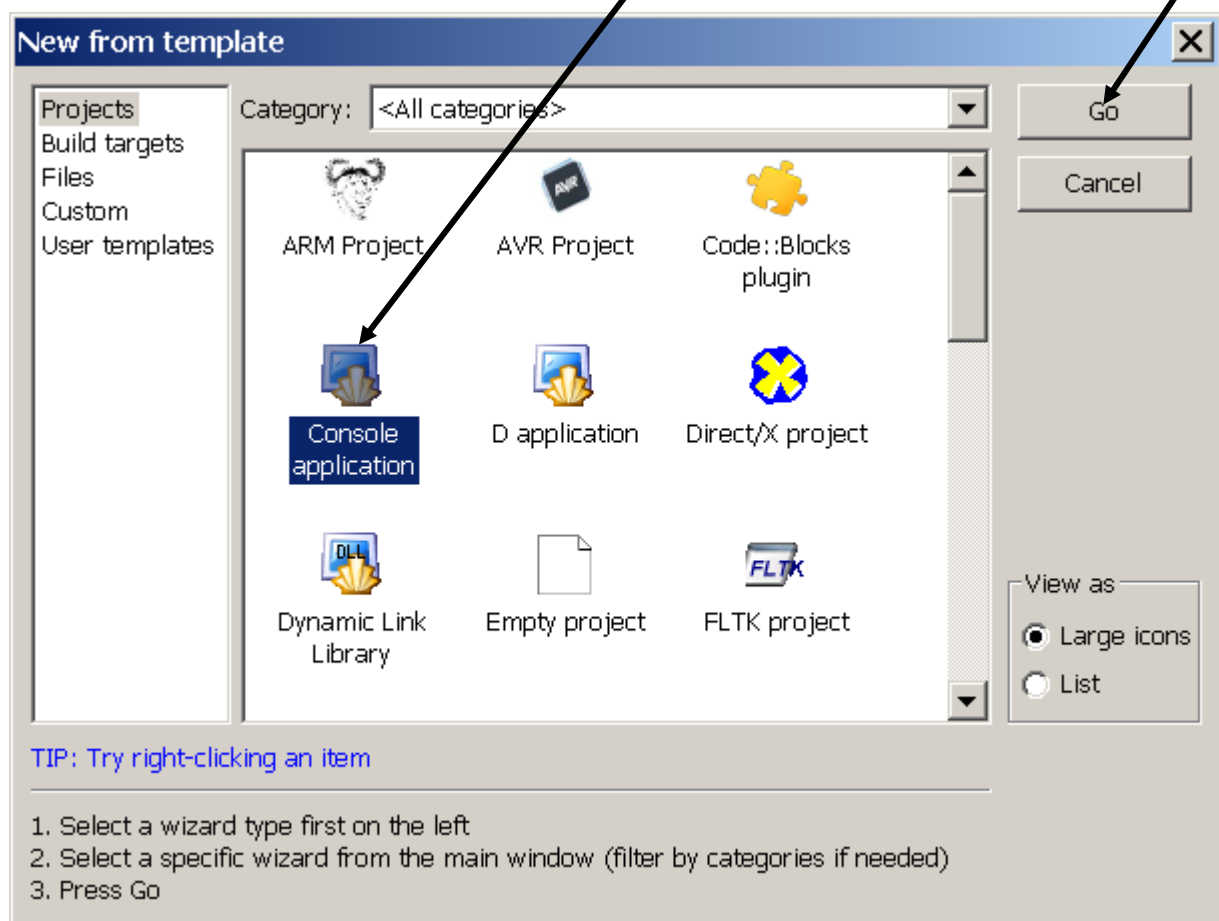 New from template
Projects
Build targets
Files
Custom
User templates
Category: <All categories>
Go
Cancel
ARM Project
AVR
AVR Project
Code::Blocks
plugin
Console
application
D application
Direct/X project
DLL
Dynamic Link
Library
Empty project
FLTK
FLTK project
View as
Large icons
List
TIP: Try right-clicking an item
1. Select a wizard type first on the left
2. Select a specific wizard from the main window (filter by categories if needed)
3. Press Go